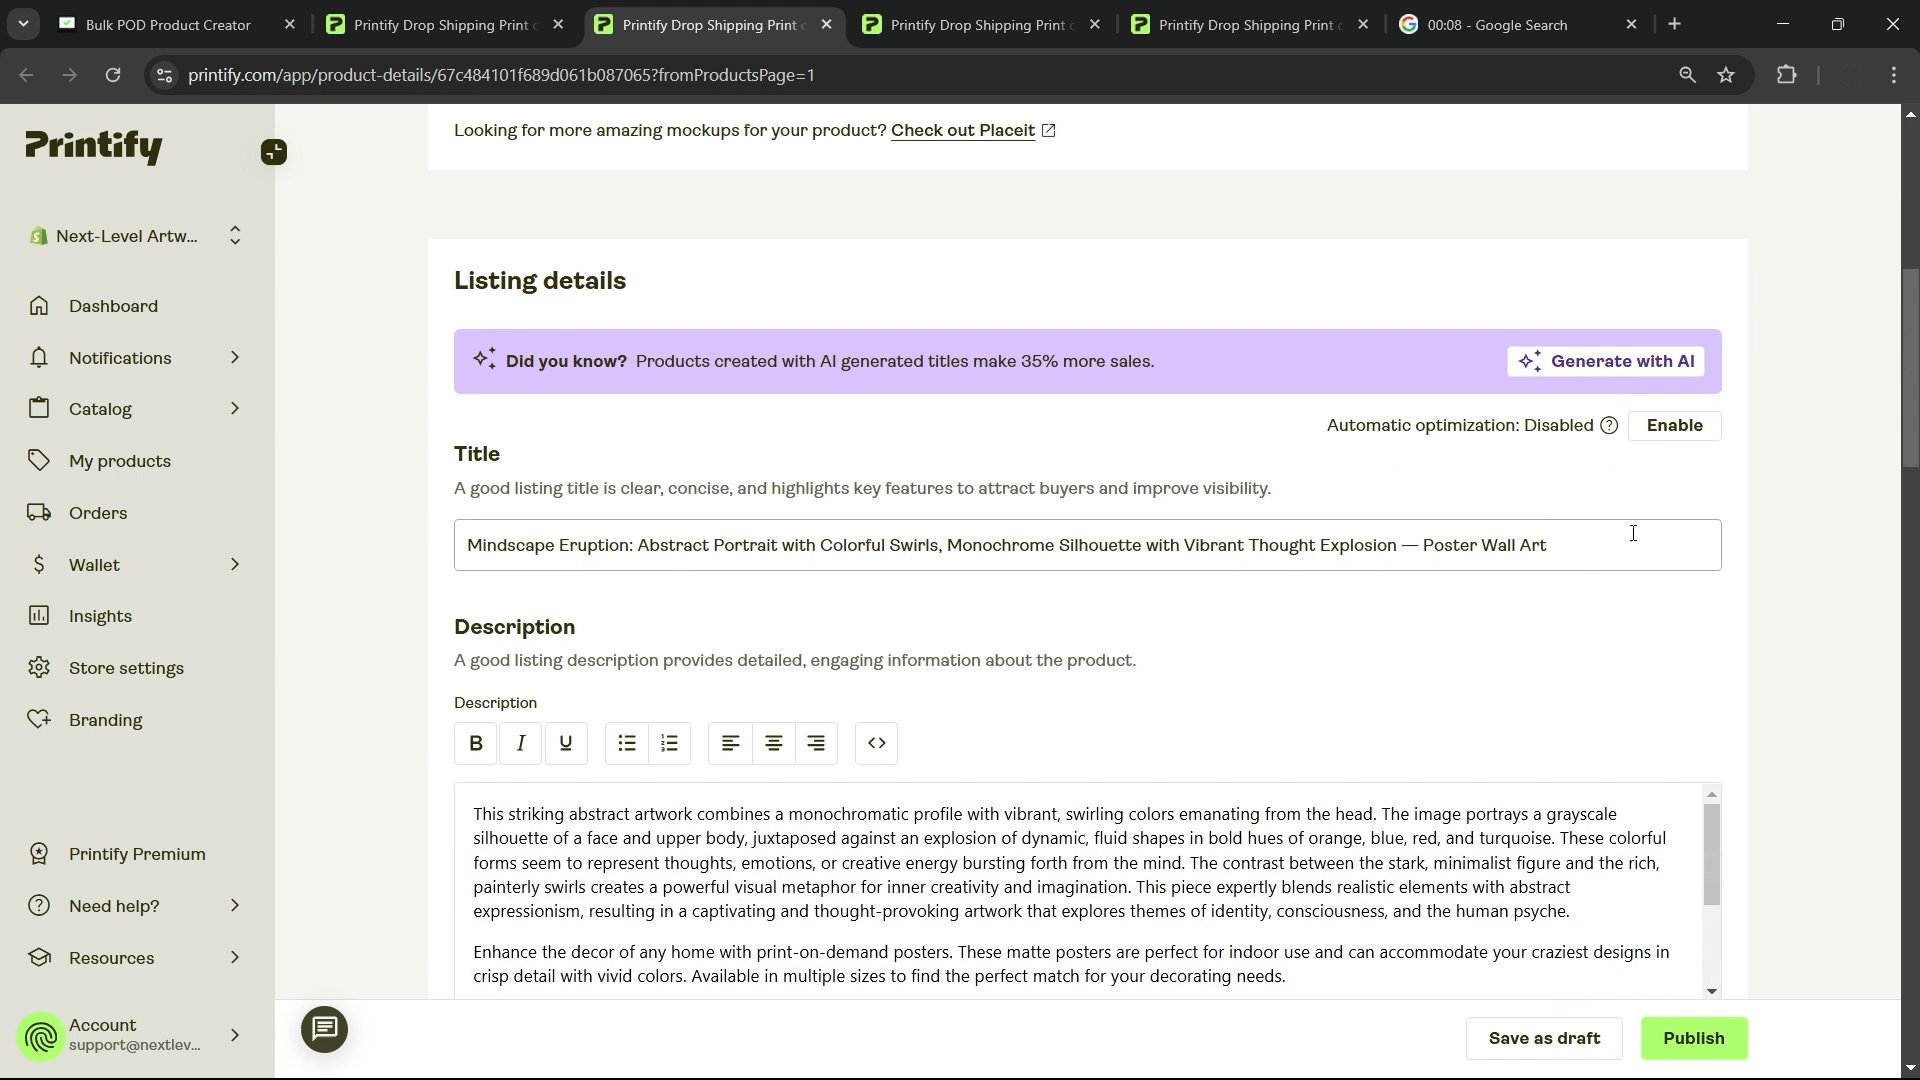 Bulk POD Product Creator
Printify Drop Shipping Print
Printify Drop Shipping Print
Printify Drop Shipping Print
Printify Drop Shipping Print
00:08 - Google Search
printify.com/app/product-details/67c484101f689d061b087065?fromProductsPage=1
Printify
Next-Level Artw...
Dashboard
Notifications
Catalog
My products
Orders
Wallet
Insights
Store settings
Branding
Printify Premium
Need help?
Resources
Account
support@nextlev...
Looking for more amazing mockups for your product? Check out Placeit
Listing details
Did you know? Products created with AI generated titles make 35% more sales.
Generate with AI
Automatic optimization: Disabled
Enable
Title
A good listing title is clear, concise, and highlights key features to attract buyers and improve visibility.
Mindscape Eruption: Abstract Portrait with Colorful Swirls, Monochrome Silhouette with Vibrant Thought Explosion — Poster Wall Art
Description
A good listing description provides detailed, engaging information about the product.
Description
B I U
This striking abstract artwork combines a monochromatic profile with vibrant, swirling colors emanating from the head. The image portrays a grayscale
silhouette of a face and upper body, juxtaposed against an explosion of dynamic, fluid shapes in bold hues of orange, blue, red, and turquoise. These colorful
forms seem to represent thoughts, emotions, or creative energy bursting forth from the mind. The contrast between the stark, minimalist figure and the rich,
painterly swirls creates a powerful visual metaphor for inner creativity and imagination. This piece expertly blends realistic elements with abstract
expressionism, resulting in a captivating and thought-provoking artwork that explores themes of identity, consciousness, and the human psyche.
Enhance the decor of any home with print-on-demand posters. These matte posters are perfect for indoor use and can accommodate your craziest designs in
crisp detail with vivid colors. Available in multiple sizes to find the perfect match for your decorating needs.
Save as draft
Publish